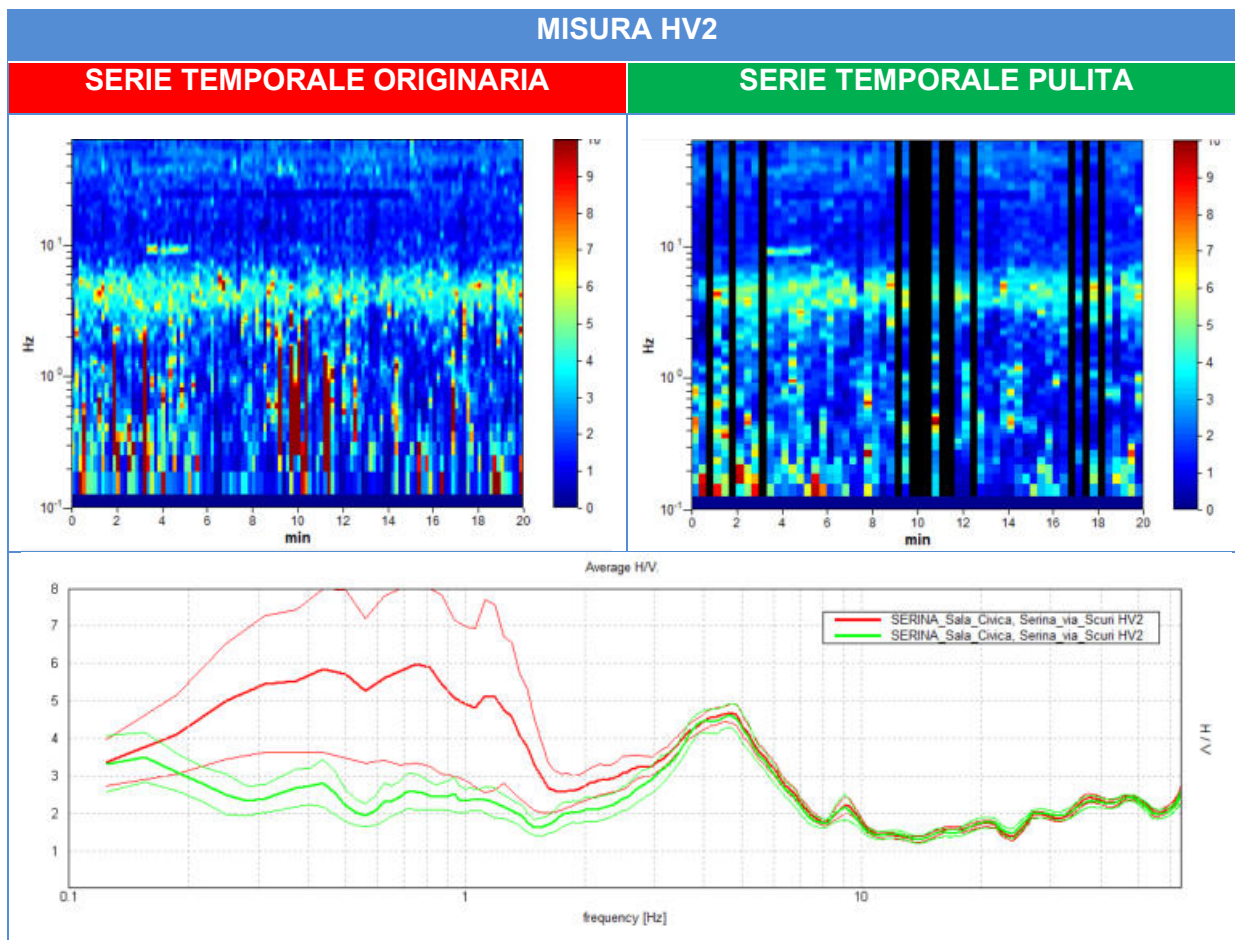 MISURA HV2
SERIE TEMPORALE ORIGINARIA
SERIE TEMPORALE PULITA
Hz
10¹
10⁰
10⁻¹
0 2 4 6 8 10 12 14 16 18 20
min
10
9
8
7
6
5
4
3
2
1
0
Hz
10¹
10⁰
10⁻¹
0 2 4 6 8 10 12 14 16 18 20
min
10
9
8
7
6
5
4
3
2
1
0
Average H/V.
8
7
6
5
4
3
2
1
SERINA_Sala_Civica, Serina_via_Scuri HV2
SERINA_Sala_Civica, Serina_via_Scuri HV2
H / V
0.1 1 10
frequency [Hz]